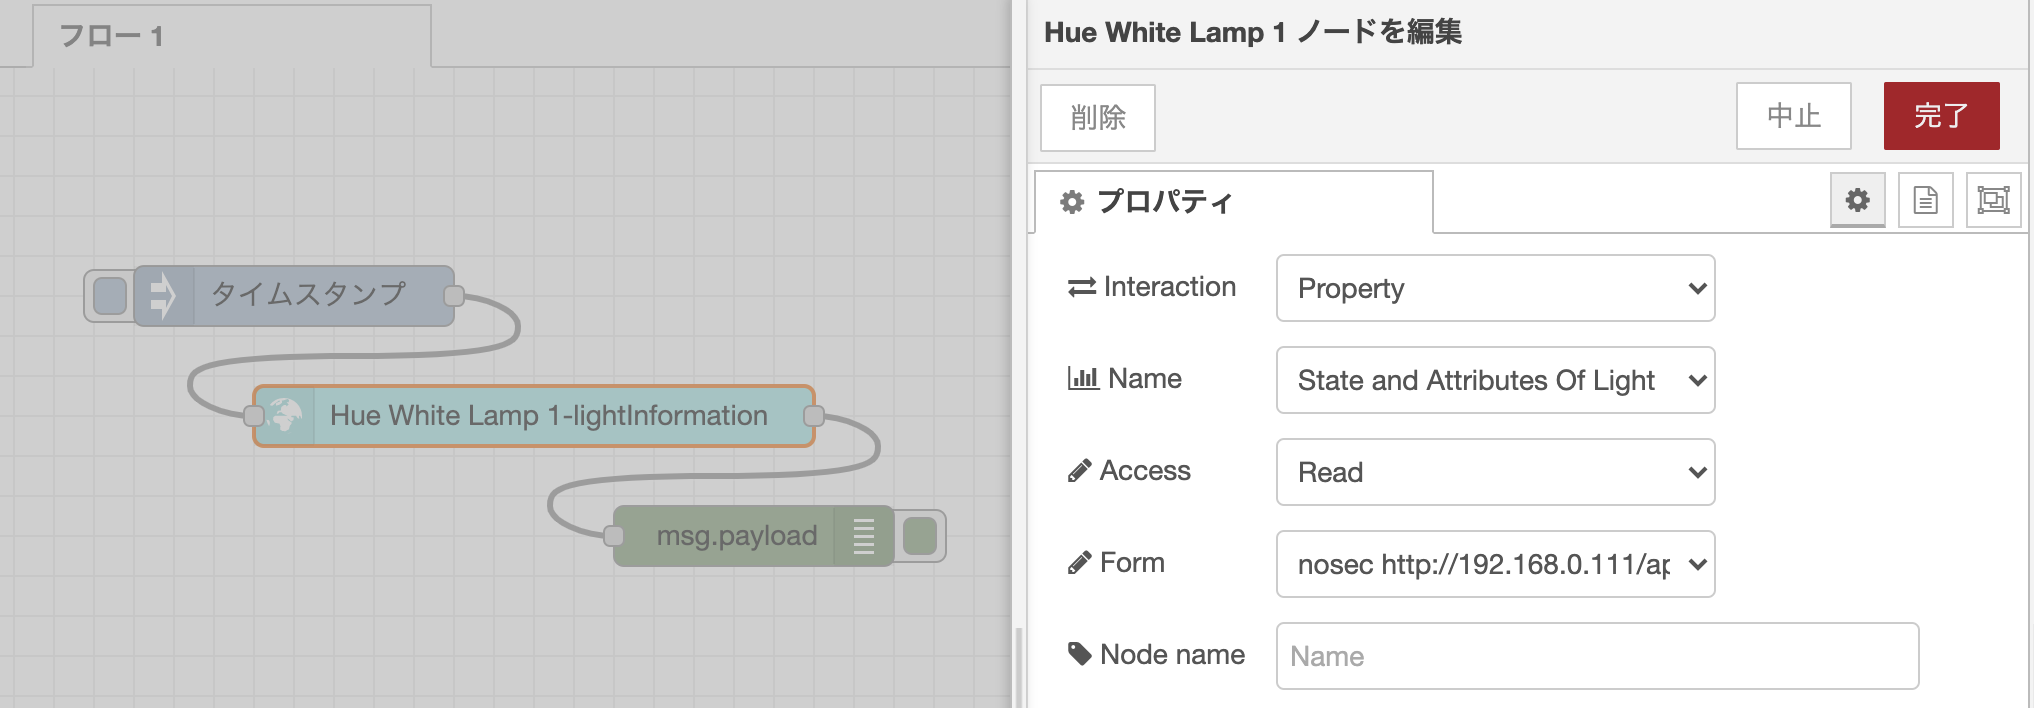 フロー 1
タイムスタンプ
Hue White Lamp 1-lightInformation
msg.payload
Hue White Lamp 1 ノードを編集
削除
中止
完了
プロパティ
Interaction
Property
Name
State and Attributes Of Light
Access
Read
Form
nosec http://192.168.0.111/ap
Node name
Name